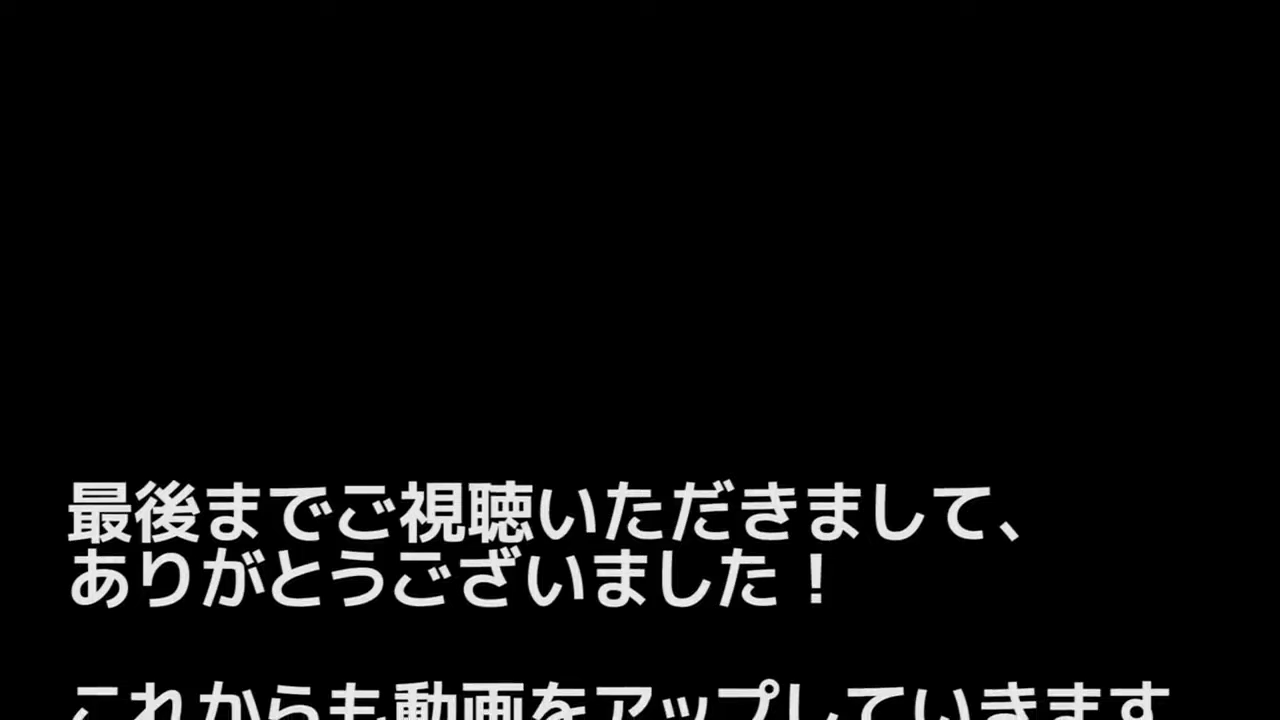 最後までご視聴いただきまして、
ありがとうございました！
これからも動画をアップしていきます